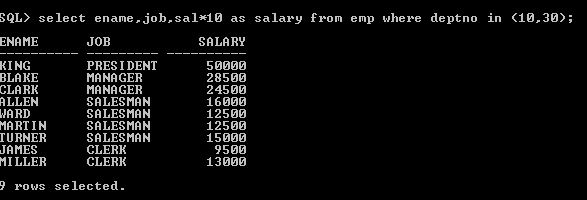 SQL> select ename,job,sal*10 as salary from emp where deptno in (10,30);
ENAME      JOB           SALARY
---------- --------- ----------
KING       PRESIDENT      50000
BLAKE      MANAGER        28500
CLARK      MANAGER        24500
ALLEN      SALESMAN       16000
WARD       SALESMAN       12500
MARTIN     SALESMAN       12500
TURNER     SALESMAN       15000
JAMES      CLERK           9500
MILLER     CLERK          13000
9 rows selected.